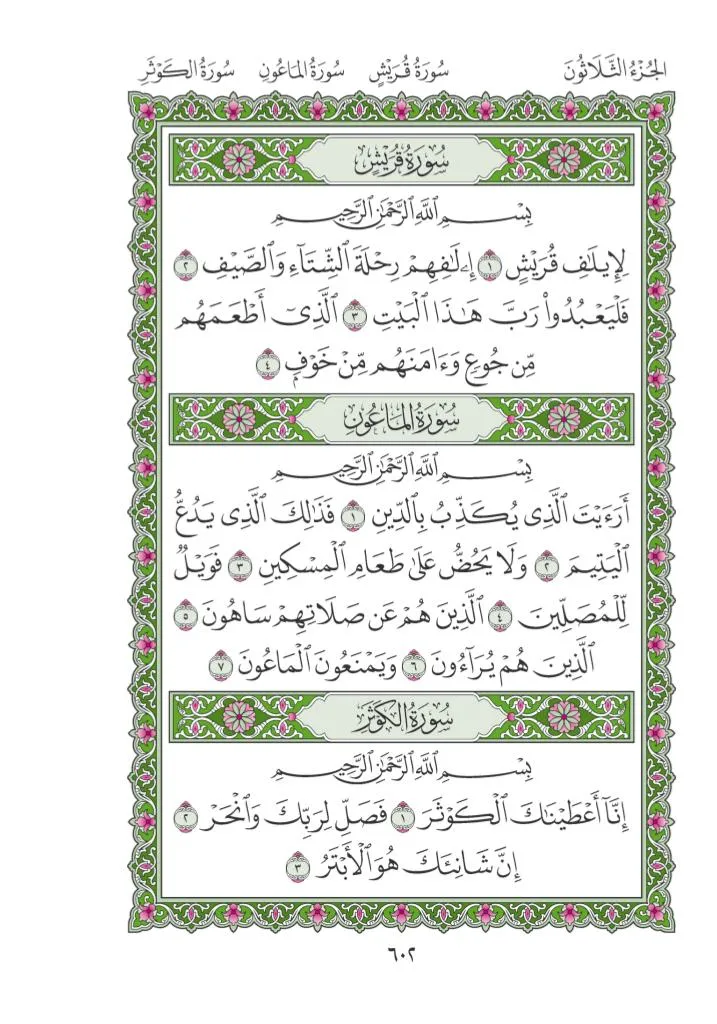 الجُزْءُ الثَّلَاثُونَ سُورَةُ قُرَيْشٍ سُورَةُ المَاعُونِ سُورَةُ الكَوْثَرِ
سُورَةُ قُرَيْشٍ
بِسْمِ ٱللَّهِ ٱلرَّحْمَٰنِ ٱلرَّحِيمِ
لِإِيلَٰفِ قُرَيْشٍ ١ إِۦلَٰفِهِمْ رِحْلَةَ ٱلشِّتَآءِ وَٱلصَّيْفِ ٢
فَلْيَعْبُدُوا۟ رَبَّ هَٰذَا ٱلْبَيْتِ ٣ ٱلَّذِىٓ أَطْعَمَهُم
مِّن جُوعٍ وَءَامَنَهُم مِّنْ خَوْفٍۭ ٤
سُورَةُ المَاعُونِ
بِسْمِ ٱللَّهِ ٱلرَّحْمَٰنِ ٱلرَّحِيمِ
أَرَءَيْتَ ٱلَّذِى يُكَذِّبُ بِٱلدِّينِ ١ فَذَٰلِكَ ٱلَّذِى يَدُعُّ
ٱلْيَتِيمَ ٢ وَلَا يَحُضُّ عَلَىٰ طَعَامِ ٱلْمِسْكِينِ ٣ فَوَيْلٌ
لِّلْمُصَلِّينَ ٤ ٱلَّذِينَ هُمْ عَن صَلَاتِهِمْ سَاهُونَ ٥
ٱلَّذِينَ هُمْ يُرَآءُونَ ٦ وَيَمْنَعُونَ ٱلْمَاعُونَ ٧
سُورَةُ الكَوْثَرِ
بِسْمِ ٱللَّهِ ٱلرَّحْمَٰنِ ٱلرَّحِيمِ
إِنَّآ أَعْطَيْنَٰكَ ٱلْكَوْثَرَ ١ فَصَلِّ لِرَبِّكَ وَٱنْحَرْ ٢
إِنَّ شَانِئَكَ هُوَ ٱلْأَبْتَرُ ٣
٦٠٢